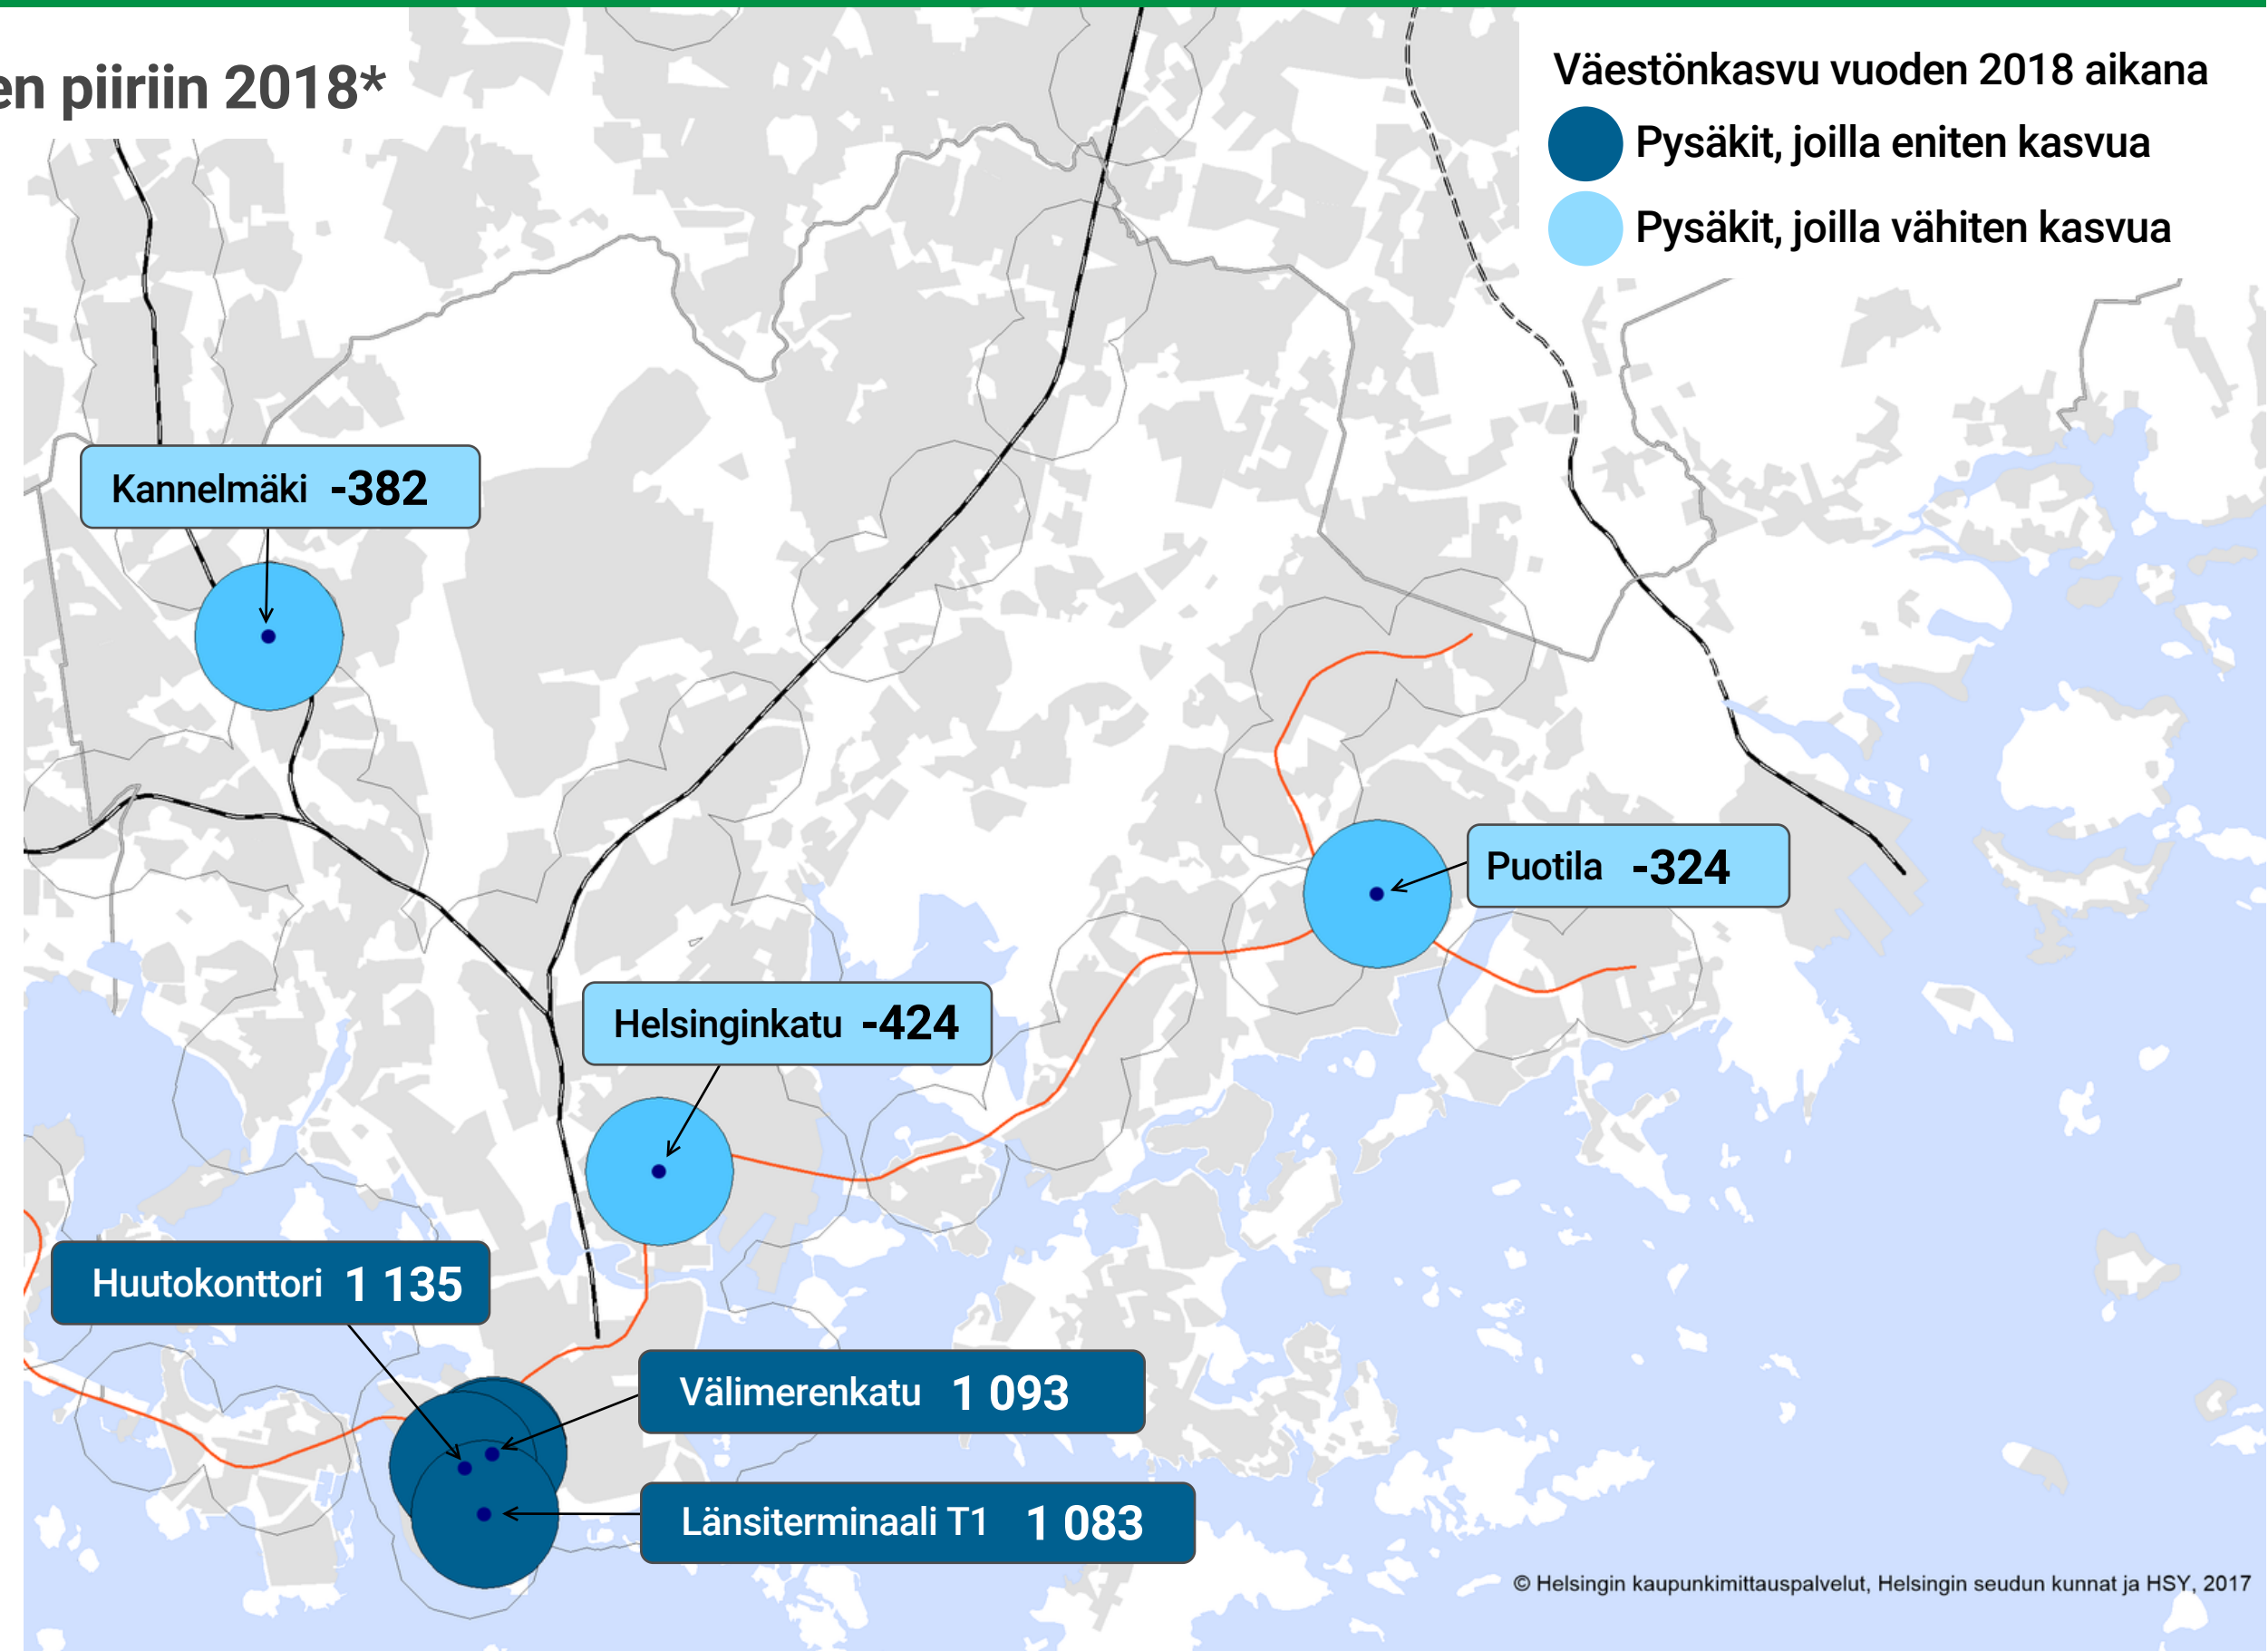 en piiriin 2018*
Väestönkasvu vuoden 2018 aikana
Pysäkit, joilla eniten kasvua
Pysäkit, joilla vähiten kasvua
Kannelmäki -382
Puotila -324
Helsinginkatu -424
Huutokonttori 1 135
Välimerenkatu 1 093
Länsiterminaali T1 1 083
© Helsingin kaupunkimittauspalvelut, Helsingin seudun kunnat ja HSY, 2017